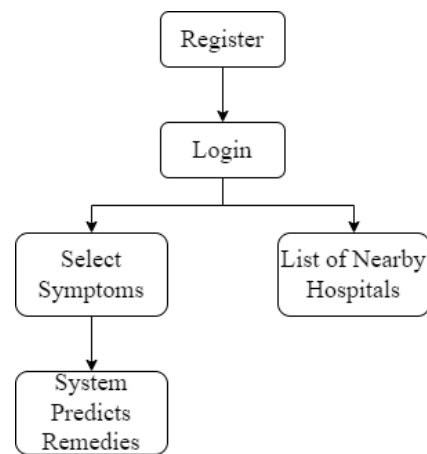 Register
Login
Select
Symptoms
List of Nearby
Hospitals
System
Predicts
Remedies